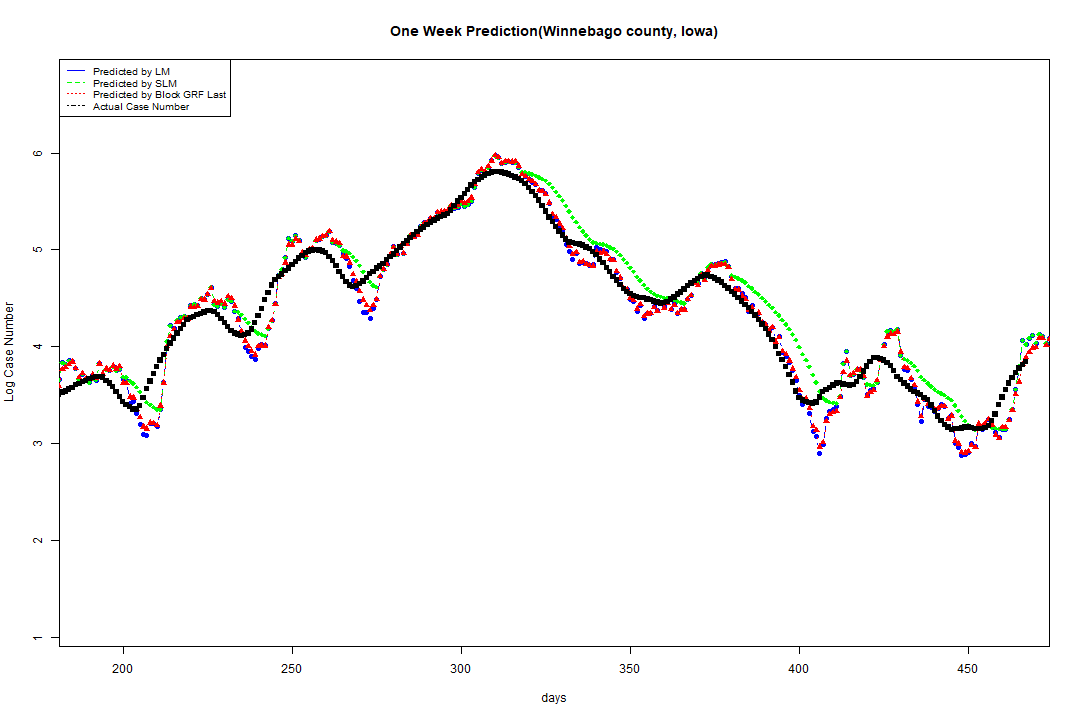 One Week Prediction(Winnebago county, Iowa)
Predicted by LM
Predicted by SLM
Predicted by Block GRF Last
Actual Case Number
6
5
4
3
2
1
Log Case Number
200 250 300 350 400 450
days